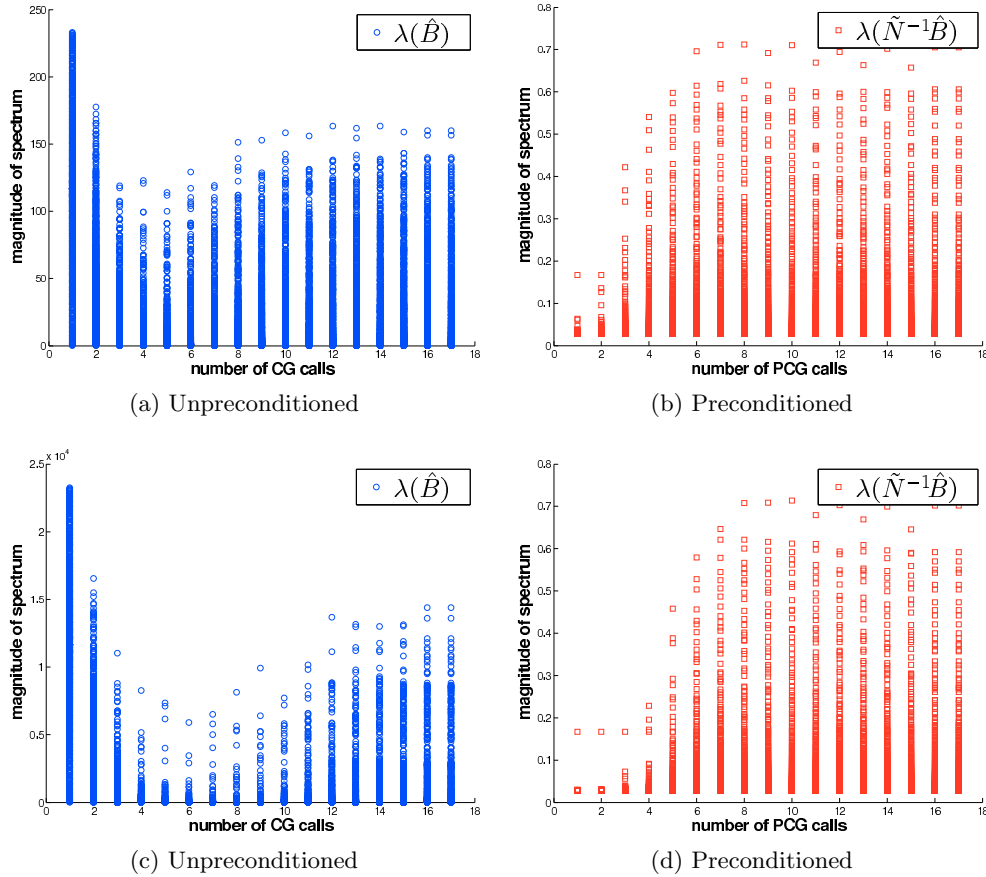 250
200
150
100
50
0
magnitude of spectrum
λ(B̂)
0 2 4 6 8 10 12 14 16 18
number of CG calls
(a) Unpreconditioned
0.8
0.7
0.6
0.5
0.4
0.3
0.2
0.1
0
magnitude of spectrum
λ(Ñ⁻¹B̂)
0 2 4 6 8 10 12 14 16 18
number of PCG calls
(b) Preconditioned
x 10⁴
2.5
2
1.5
1
0.5
0
magnitude of spectrum
λ(B̂)
0 2 4 6 8 10 12 14 16 18
number of CG calls
(c) Unpreconditioned
0.8
0.7
0.6
0.5
0.4
0.3
0.2
0.1
0
magnitude of spectrum
λ(Ñ⁻¹B̂)
0 2 4 6 8 10 12 14 16 18
number of PCG calls
(d) Preconditioned